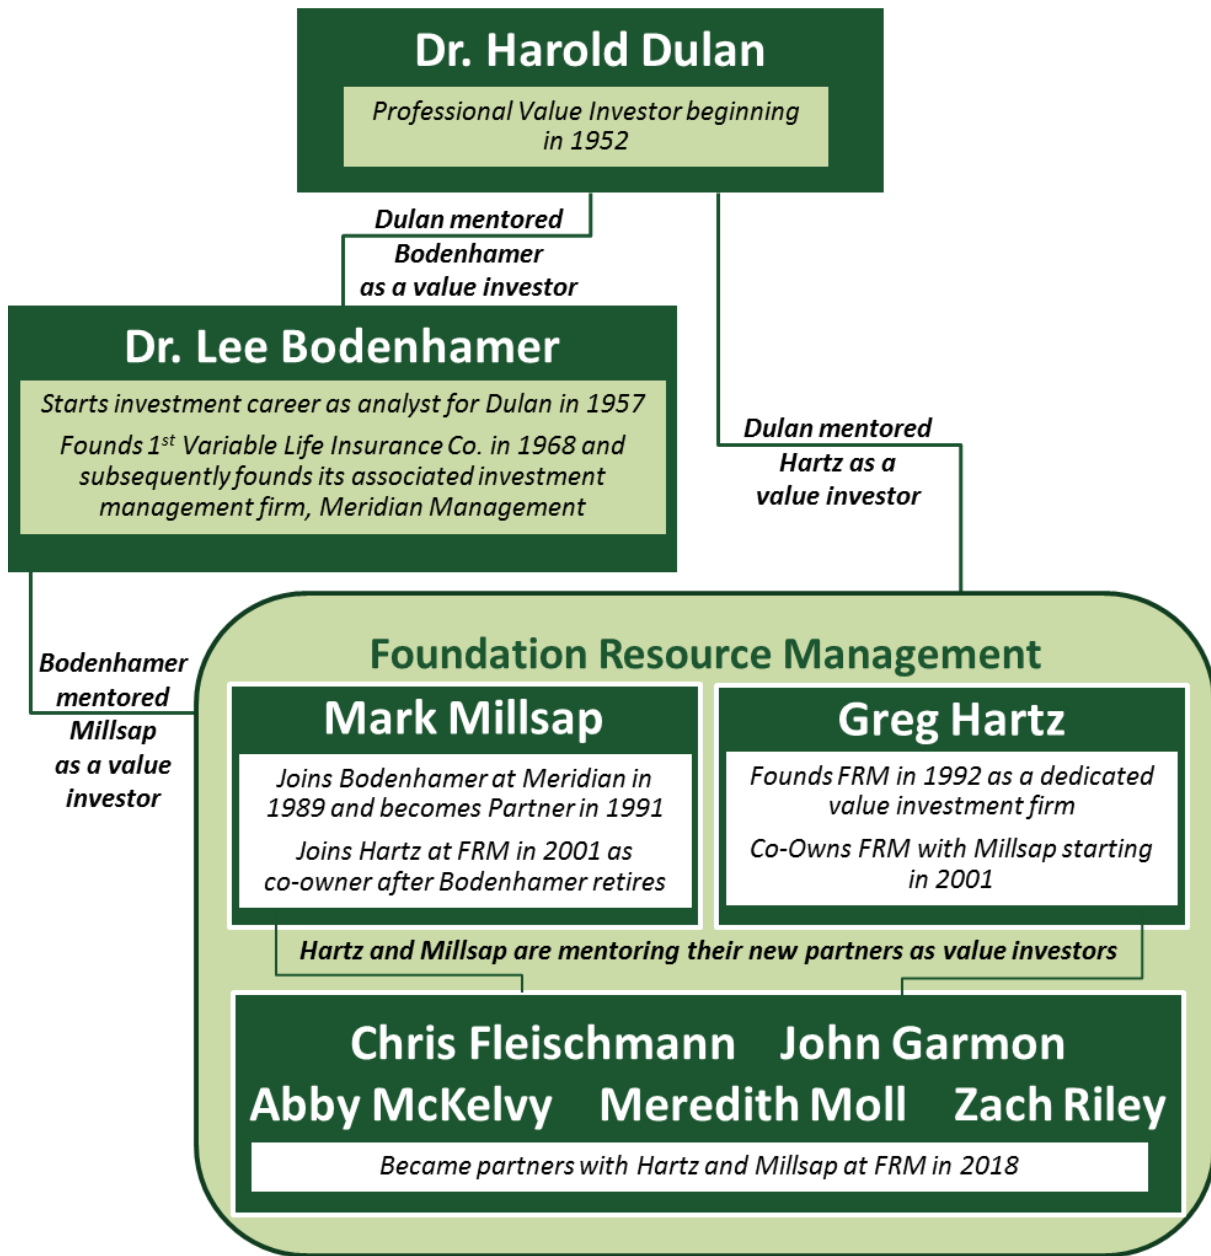 Dr. Harold Dulan
Professional Value Investor beginning
in 1952
Dulan mentored
Bodenhamer
as a value investor
Dr. Lee Bodenhamer
Starts investment career as analyst for Dulan in 1957
Founds 1st Variable Life Insurance Co. in 1968 and
subsequently founds its associated investment
management firm, Meridian Management
Dulan mentored
Hartz as a
value investor
Bodenhamer
mentored
Millsap
as a value
investor
Foundation Resource Management
Mark Millsap
Joins Bodenhamer at Meridian in
1989 and becomes Partner in 1991
Joins Hartz at FRM in 2001 as
co-owner after Bodenhamer retires
Greg Hartz
Founds FRM in 1992 as a dedicated
value investment firm
Co-Owns FRM with Millsap starting
in 2001
Hartz and Millsap are mentoring their new partners as value investors
Chris Fleischmann John Garmon
Abby McKelvy Meredith Moll Zach Riley
Became partners with Hartz and Millsap at FRM in 2018